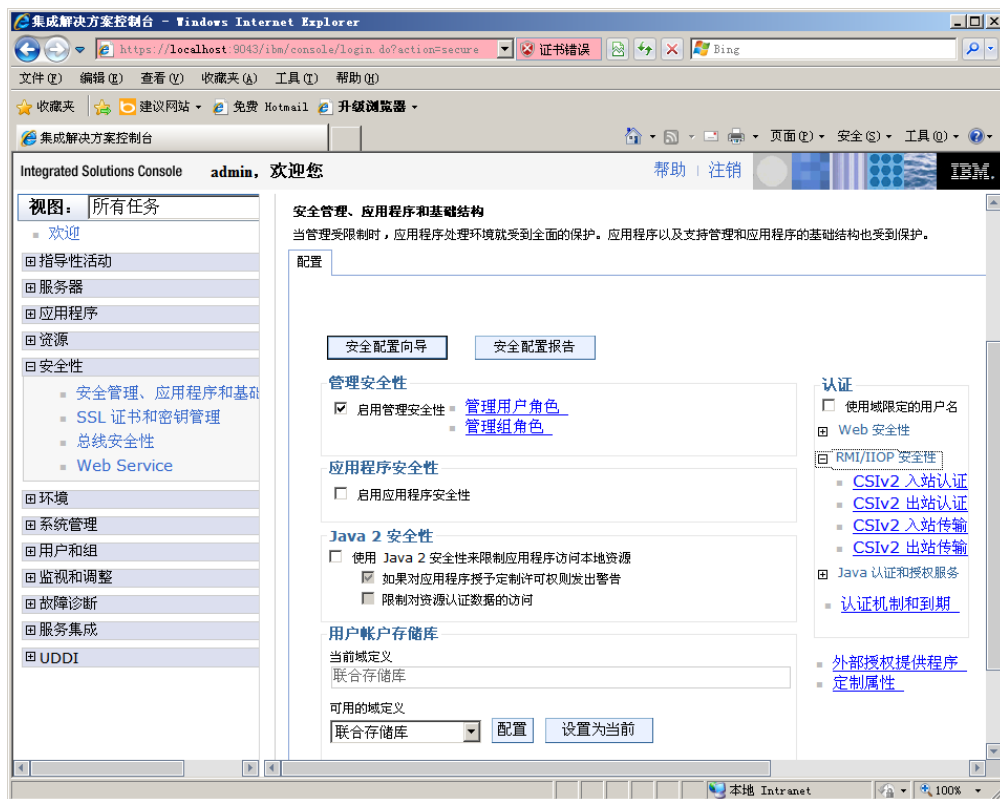 集成解决方案控制台 - Windows Internet Explorer
https://localhost:9043/ibm/console/login.do?action=secure
证书错误
Bing
文件(F) 编辑(E) 查看(V) 收藏夹(A) 工具(T) 帮助(H)
收藏夹 建议网站 免费 Hotmail 升级浏览器
集成解决方案控制台
页面(P) 安全(S) 工具(O)
Integrated Solutions Console admin，欢迎您
帮助 注销
IBM.
视图： 所有任务
欢迎
指导性活动
服务器
应用程序
资源
安全性
安全管理、应用程序和基础
SSL 证书和密钥管理
总线安全性
Web Service
环境
系统管理
用户和组
监视和调整
故障诊断
服务集成
UDDI
安全管理、应用程序和基础结构
当管理受限制时，应用程序处理环境就受到全面的保护。应用程序以及支持管理和应用程序的基础结构也受到保护。
配置
安全配置向导 安全配置报告
管理安全性
启用管理安全性 管理用户角色
管理组角色
应用程序安全性
启用应用程序安全性
Java 2 安全性
使用 Java 2 安全性来限制应用程序访问本地资源
如果对应用程序授予定制许可权则发出警告
限制对资源认证数据的访问
用户帐户存储库
当前域定义
联合存储库
可用的域定义
联合存储库 配置 设置为当前
认证
使用域限定的用户名
Web 安全性
RMI/IIOP 安全性
CSIv2 入站认证
CSIv2 出站认证
CSIv2 入站传输
CSIv2 出站传输
Java 认证和授权服务
认证机制和到期
外部授权提供程序
定制属性
本地 Intranet
100%